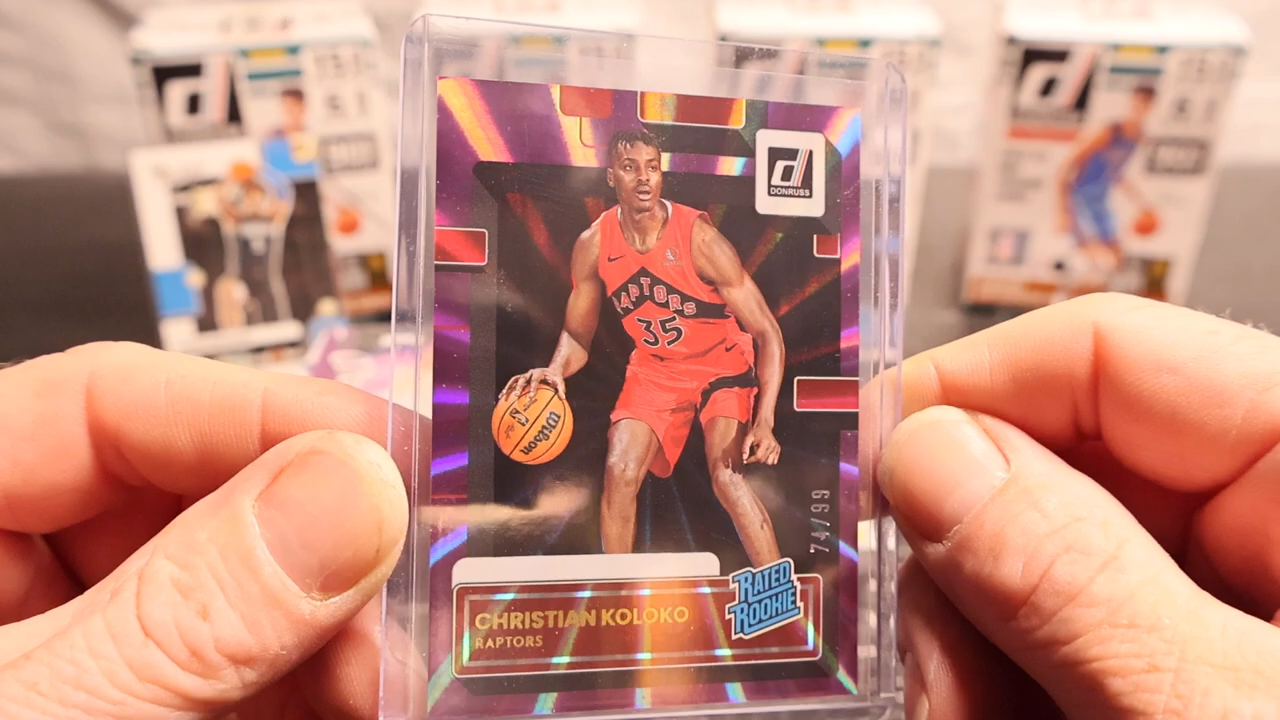 d
DONRUSS
RAPTORS
35
Wilson
74/99
RATED
ROOKIE
CHRISTIAN KOLOKO
RAPTORS